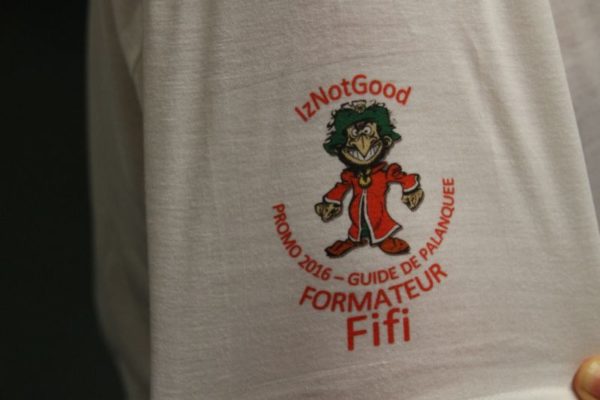 IzNotGood
PROMO 2016 – GUIDE DE PALANQUEE
FORMATEUR
Fifi